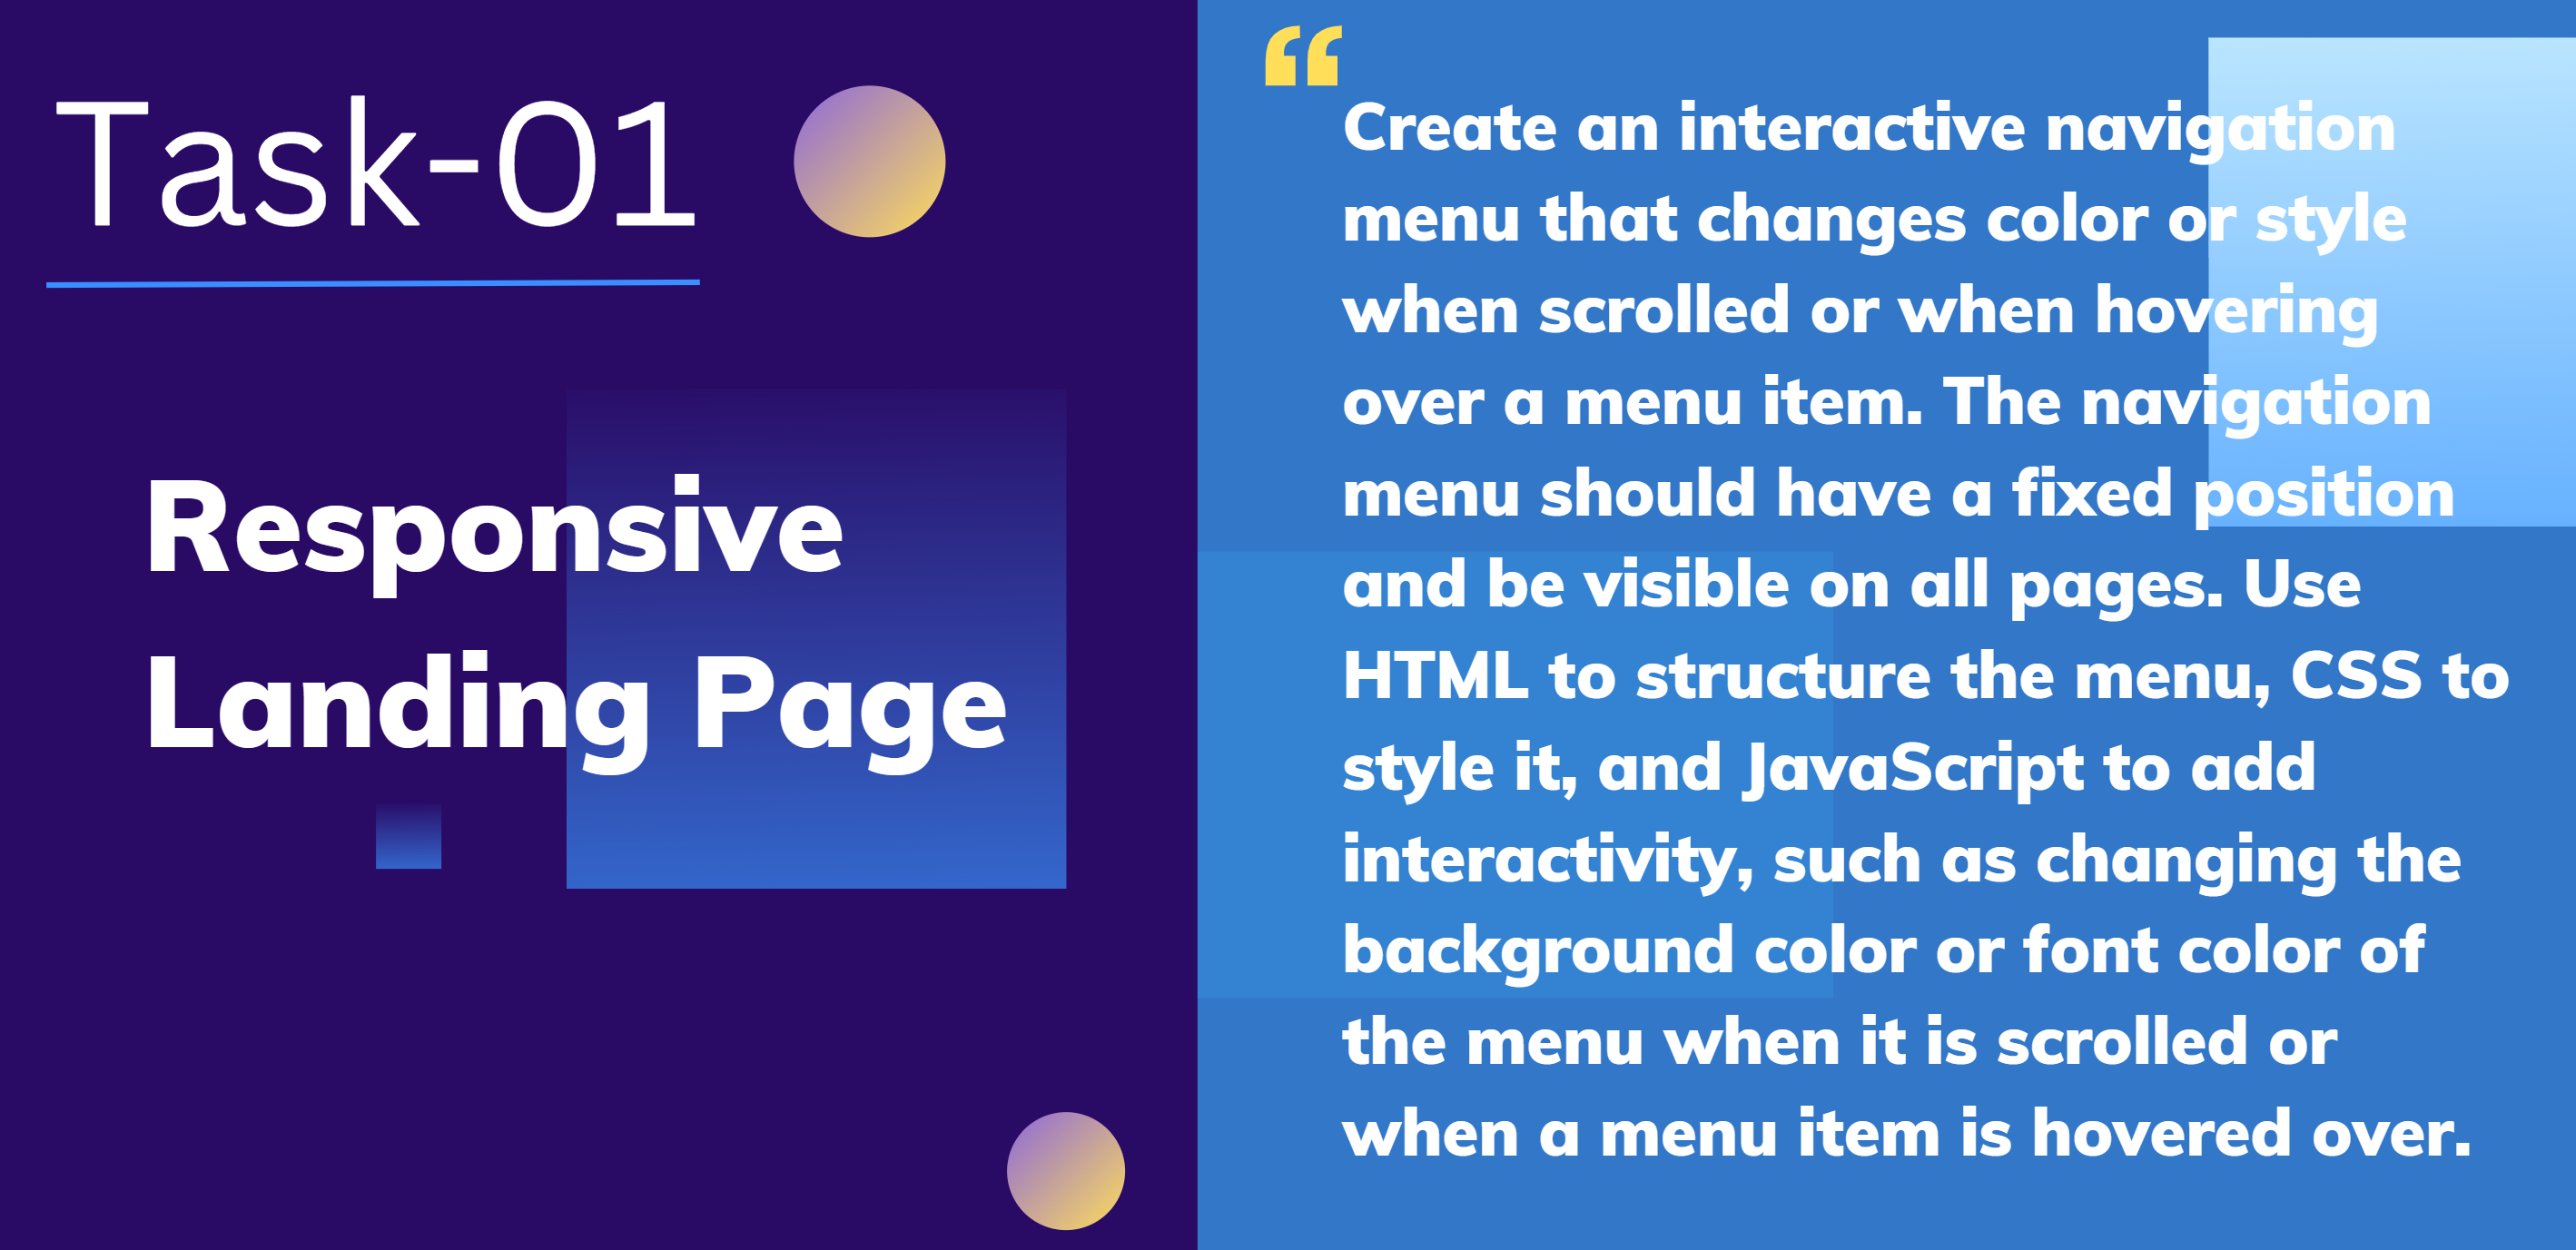 Task-01
Responsive
Landing Page
“
Create an interactive navigation
menu that changes color or style
when scrolled or when hovering
over a menu item. The navigation
menu should have a fixed position
and be visible on all pages. Use
HTML to structure the menu, CSS to
style it, and JavaScript to add
interactivity, such as changing the
background color or font color of
the menu when it is scrolled or
when a menu item is hovered over.